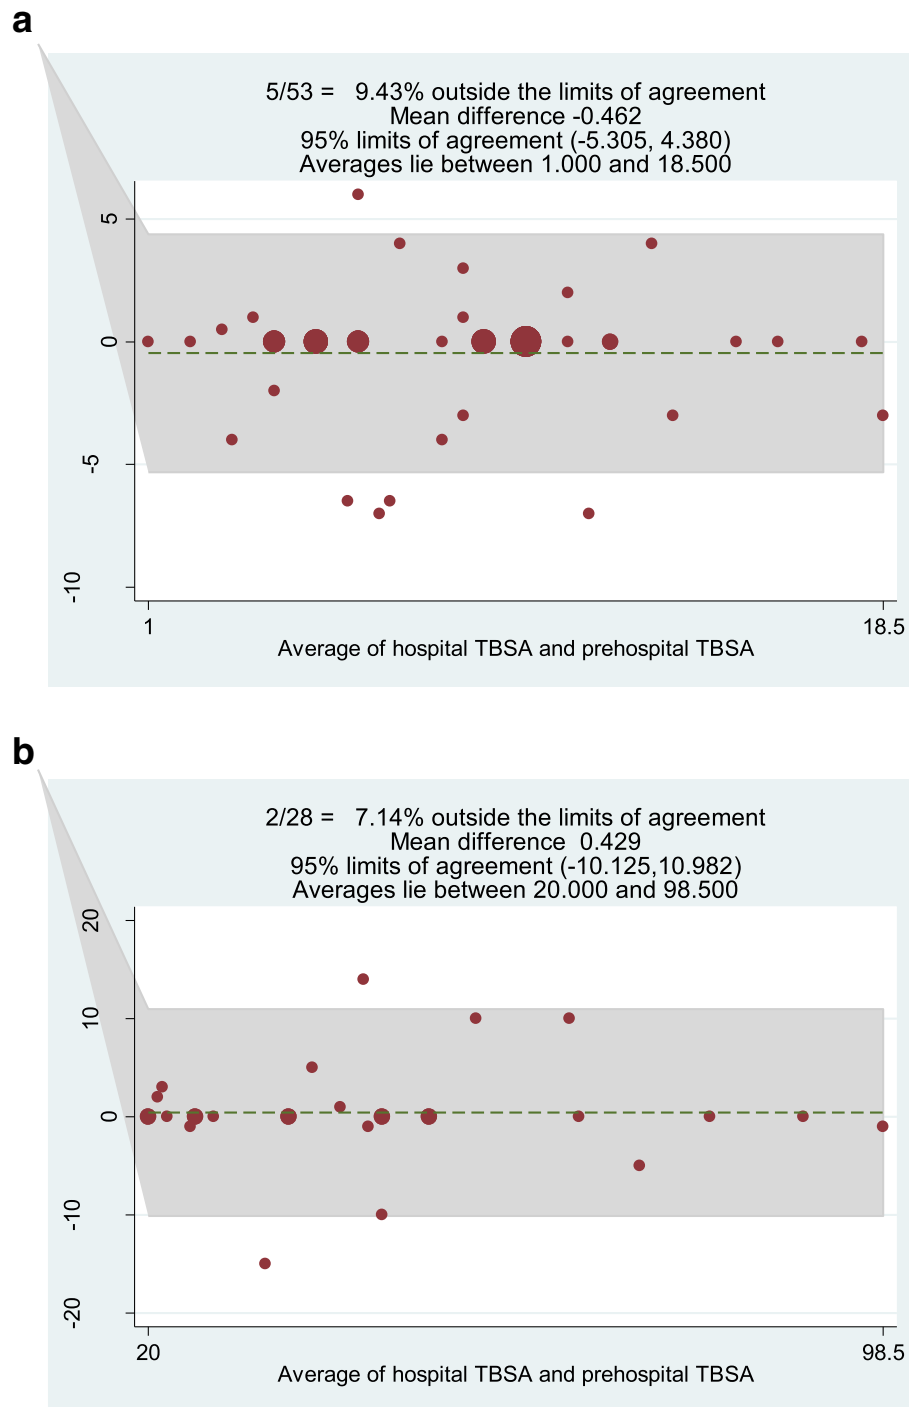 a
5/53 =   9.43% outside the limits of agreement
Mean difference -0.462
95% limits of agreement (-5.305, 4.380)
Averages lie between 1.000 and 18.500
5
0
-5
-10
1
18.5
Average of hospital TBSA and prehospital TBSA
b
2/28 =   7.14% outside the limits of agreement
Mean difference  0.429
95% limits of agreement (-10.125,10.982)
Averages lie between 20.000 and 98.500
20
10
0
-10
-20
20
98.5
Average of hospital TBSA and prehospital TBSA